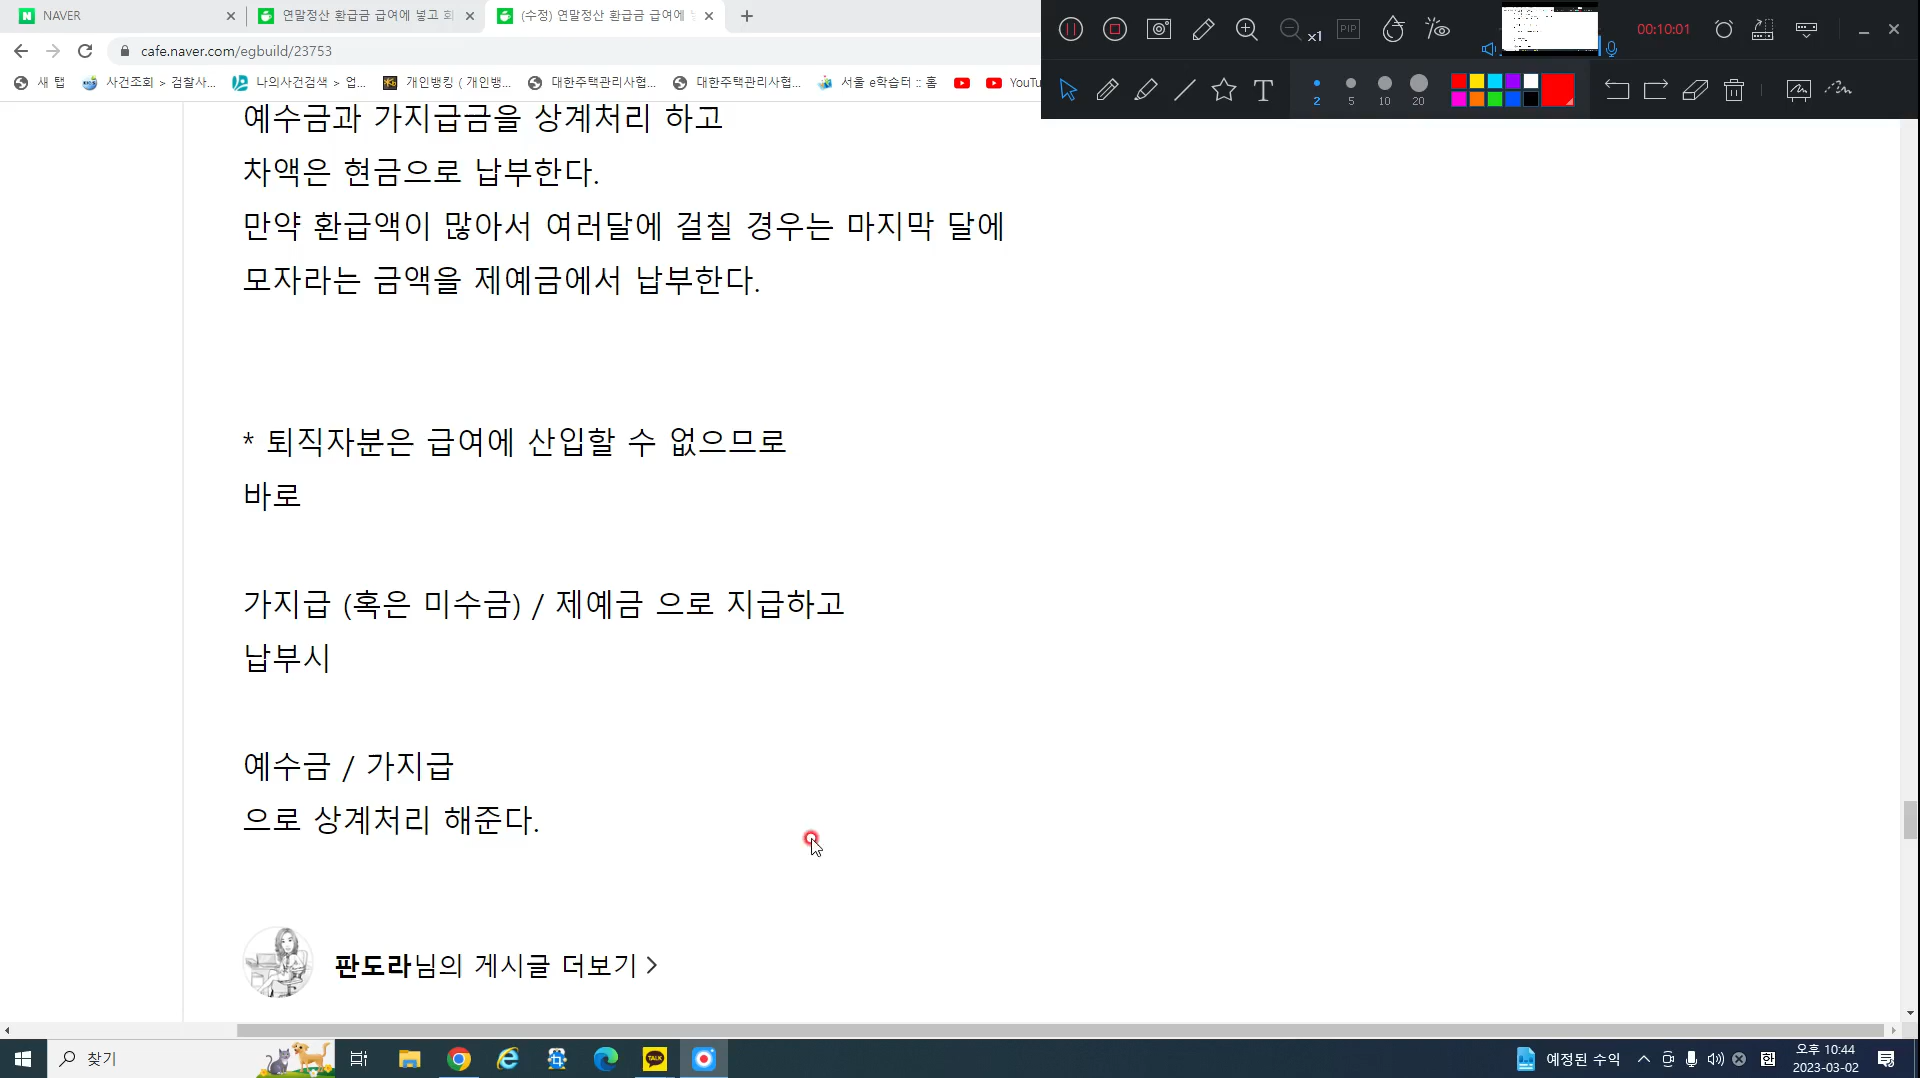 NAVER
연말정산 환급금 급여에 넣고 회
(수정) 연말정산 환급금 급여에 넣
cafe.naver.com/egbuild/23753
새 탭
사건조회 > 검찰사...
나의사건검색 > 업...
개인뱅킹 ( 개인뱅...
대한주택관리사협...
대한주택관리사협...
서울 e학습터 :: 홈
YouTu
x1
PIP
00:10:01
T
2
5
10
20
예수금과 가지급금을 상계처리 하고
차액은 현금으로 납부한다.
만약 환급액이 많아서 여러달에 걸칠 경우는 마지막 달에
모자라는 금액을 제예금에서 납부한다.
* 퇴직자분은 급여에 산입할 수 없으므로
바로
가지급 (혹은 미수금) / 제예금 으로 지급하고
납부시
예수금 / 가지급
으로 상계처리 해준다.
판도라님의 게시글 더보기 >
찾기
TALK
예정된 수익
한
오후 10:44
2023-03-02